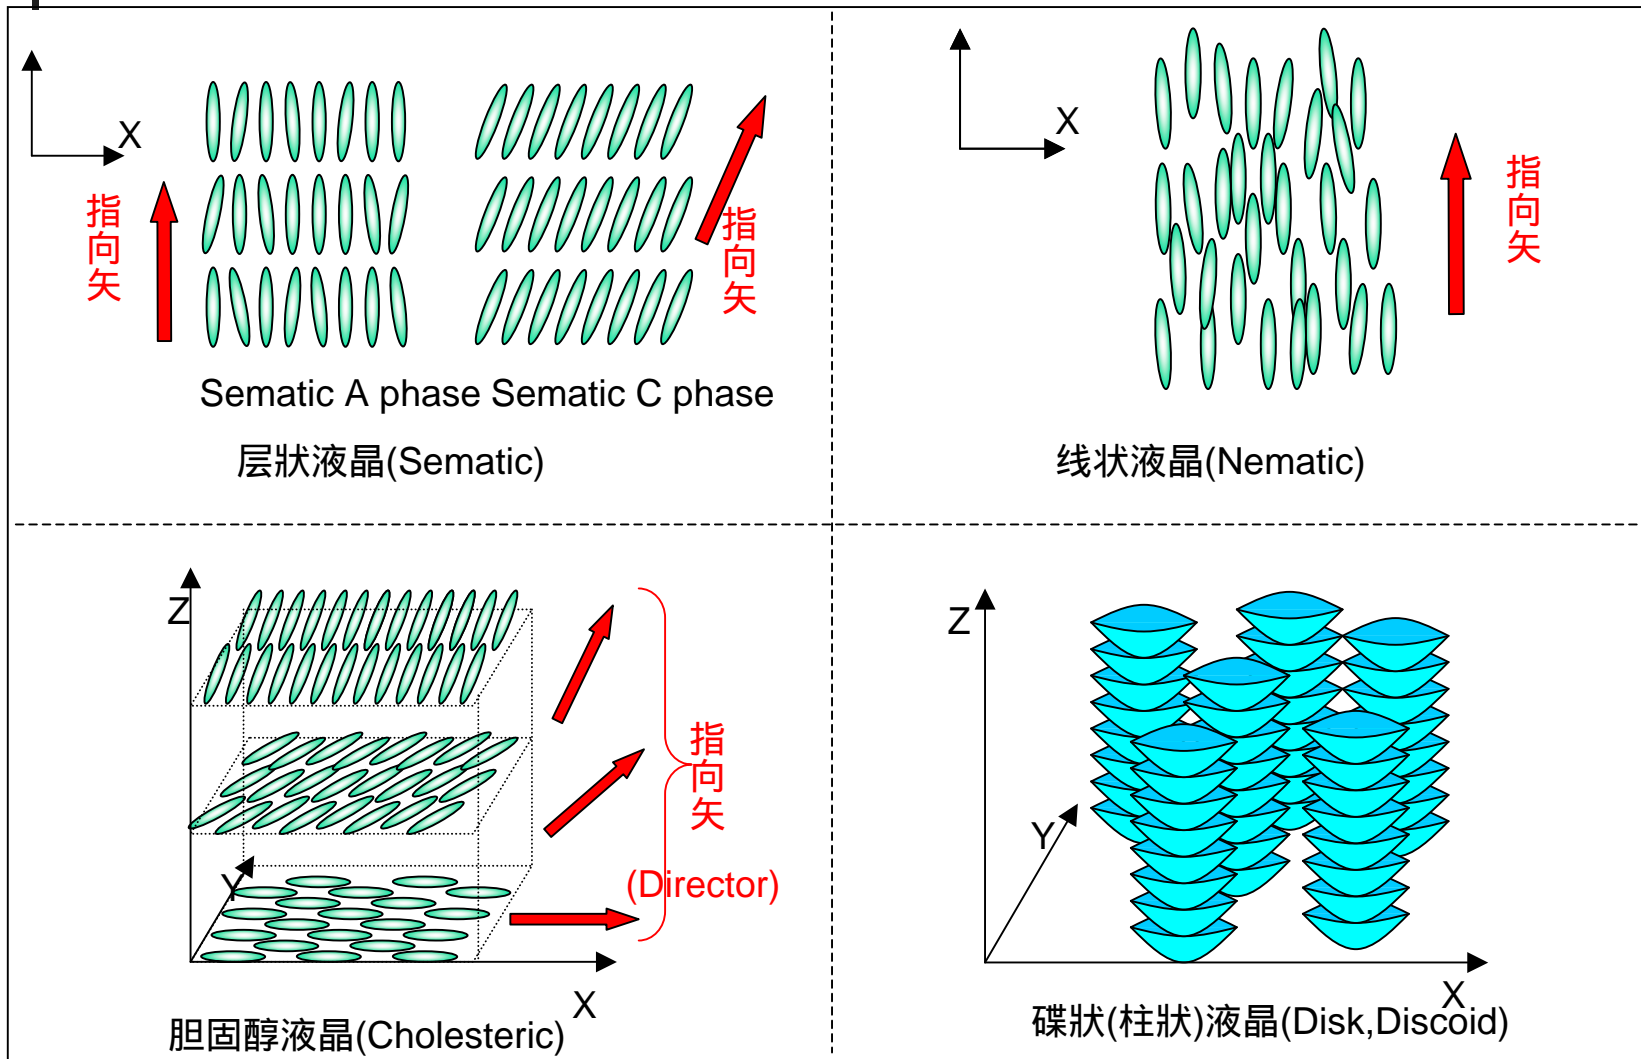 X
指向矢
指向矢
Sematic A phase Sematic C phase
层狀液晶(Sematic)
X
指向矢
线状液晶(Nematic)
Z
Y
X
指向矢
(Director)
胆固醇液晶(Cholesteric)
Z
Y
X
碟狀(柱狀)液晶(Disk,Discoid)